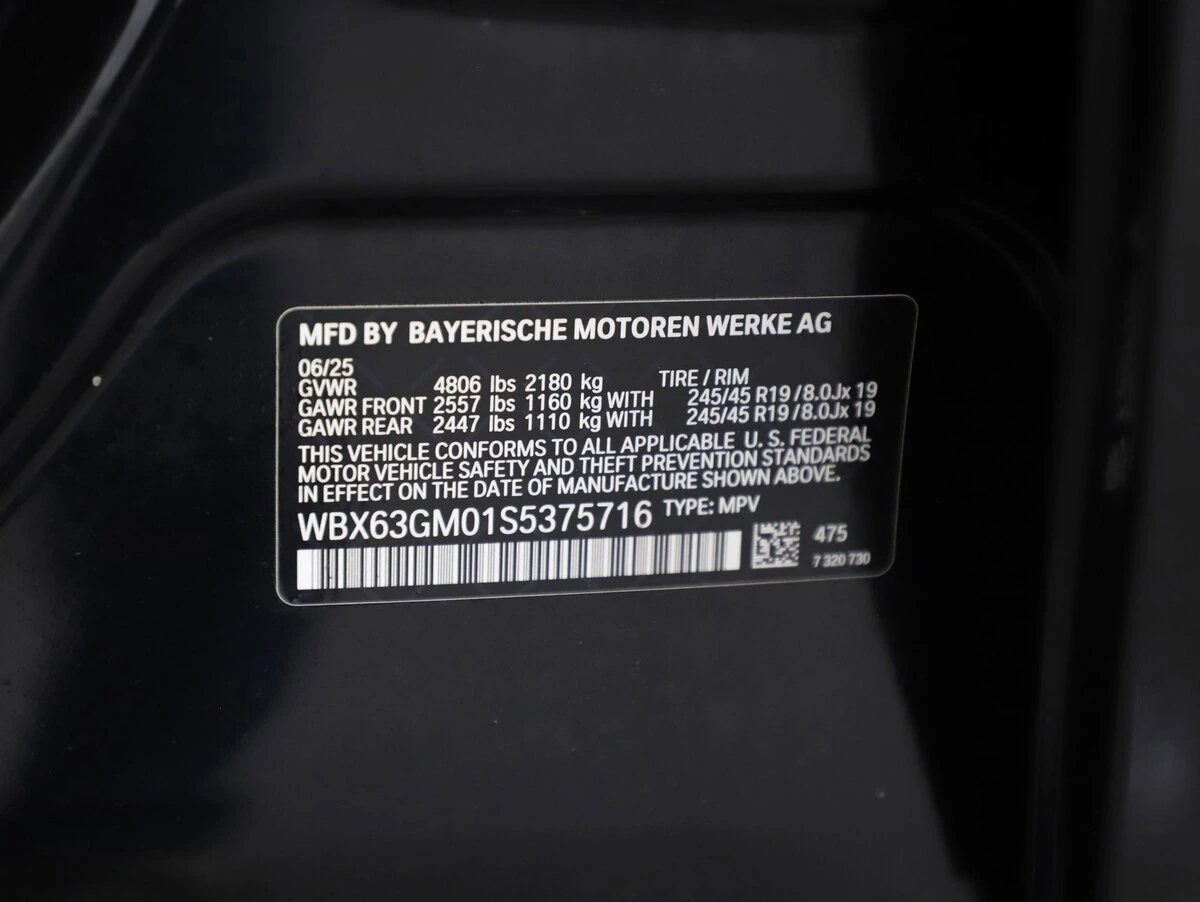 MFD BY BAYERISCHE MOTOREN WERKE AG
06/25
GVWR 4806 lbs 2180 kg TIRE / RIM
GAWR FRONT 2557 lbs 1160 kg WITH 245/45 R19 / 8.0Jx 19
GAWR REAR 2447 lbs 1110 kg WITH 245/45 R19 / 8.0Jx 19
THIS VEHICLE CONFORMS TO ALL APPLICABLE U. S. FEDERAL
MOTOR VEHICLE SAFETY AND THEFT PREVENTION STANDARDS
IN EFFECT ON THE DATE OF MANUFACTURE SHOWN ABOVE.
WBX63GM01S5375716 TYPE: MPV
475
7 320 730